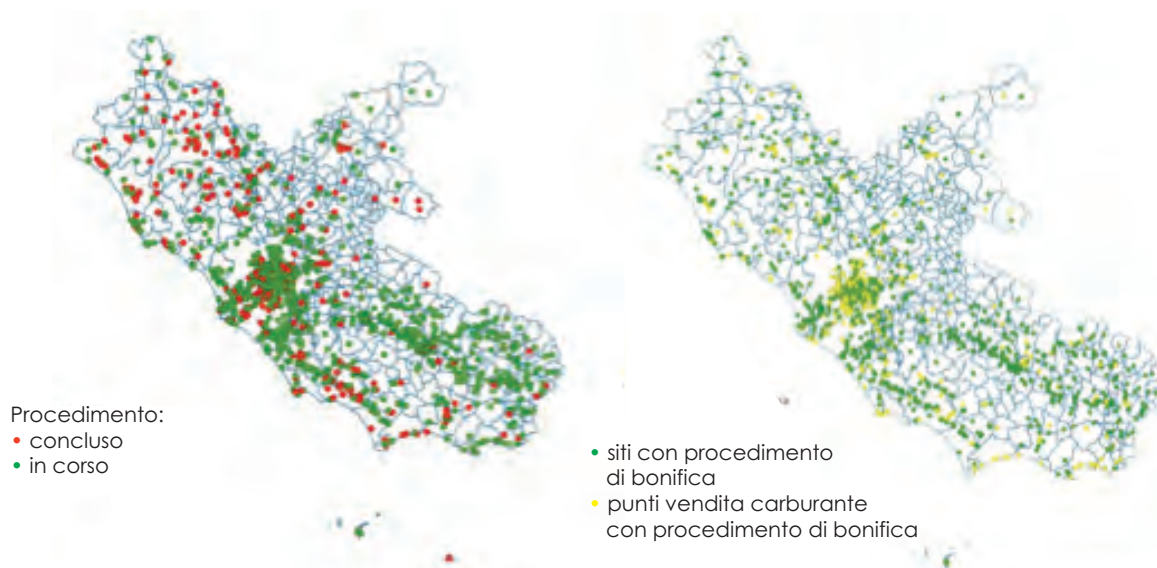 Procedimento:
• concluso
• in corso
• siti con procedimento
di bonifica
• punti vendita carburante
con procedimento di bonifica